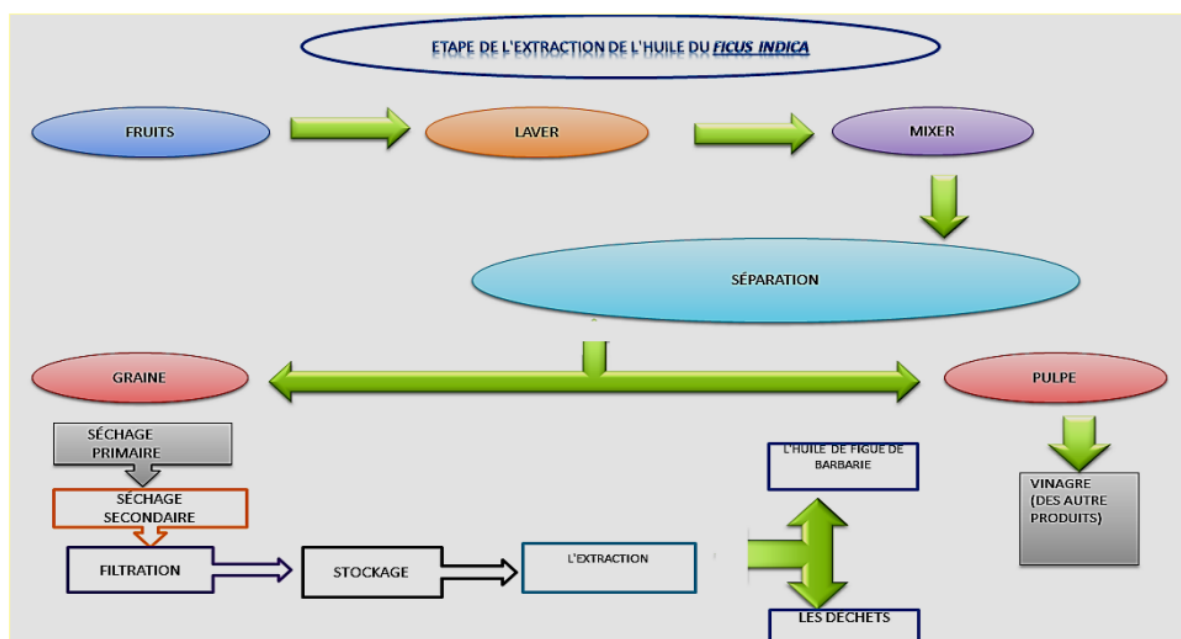 ETAPE DE L'EXTRACTION DE L'HUILE DU FICUS INDICA
FRUITS
LAVER
MIXER
SÉPARATION
GRAINE
PULPE
SÉCHAGE
PRIMAIRE
SÉCHAGE
SECONDAIRE
FILTRATION
STOCKAGE
L'EXTRACTION
L'HUILE DE FIGUE DE
BARBARIE
LES DECHETS
VINAGRE
(DES AUTRE
PRODUITS)